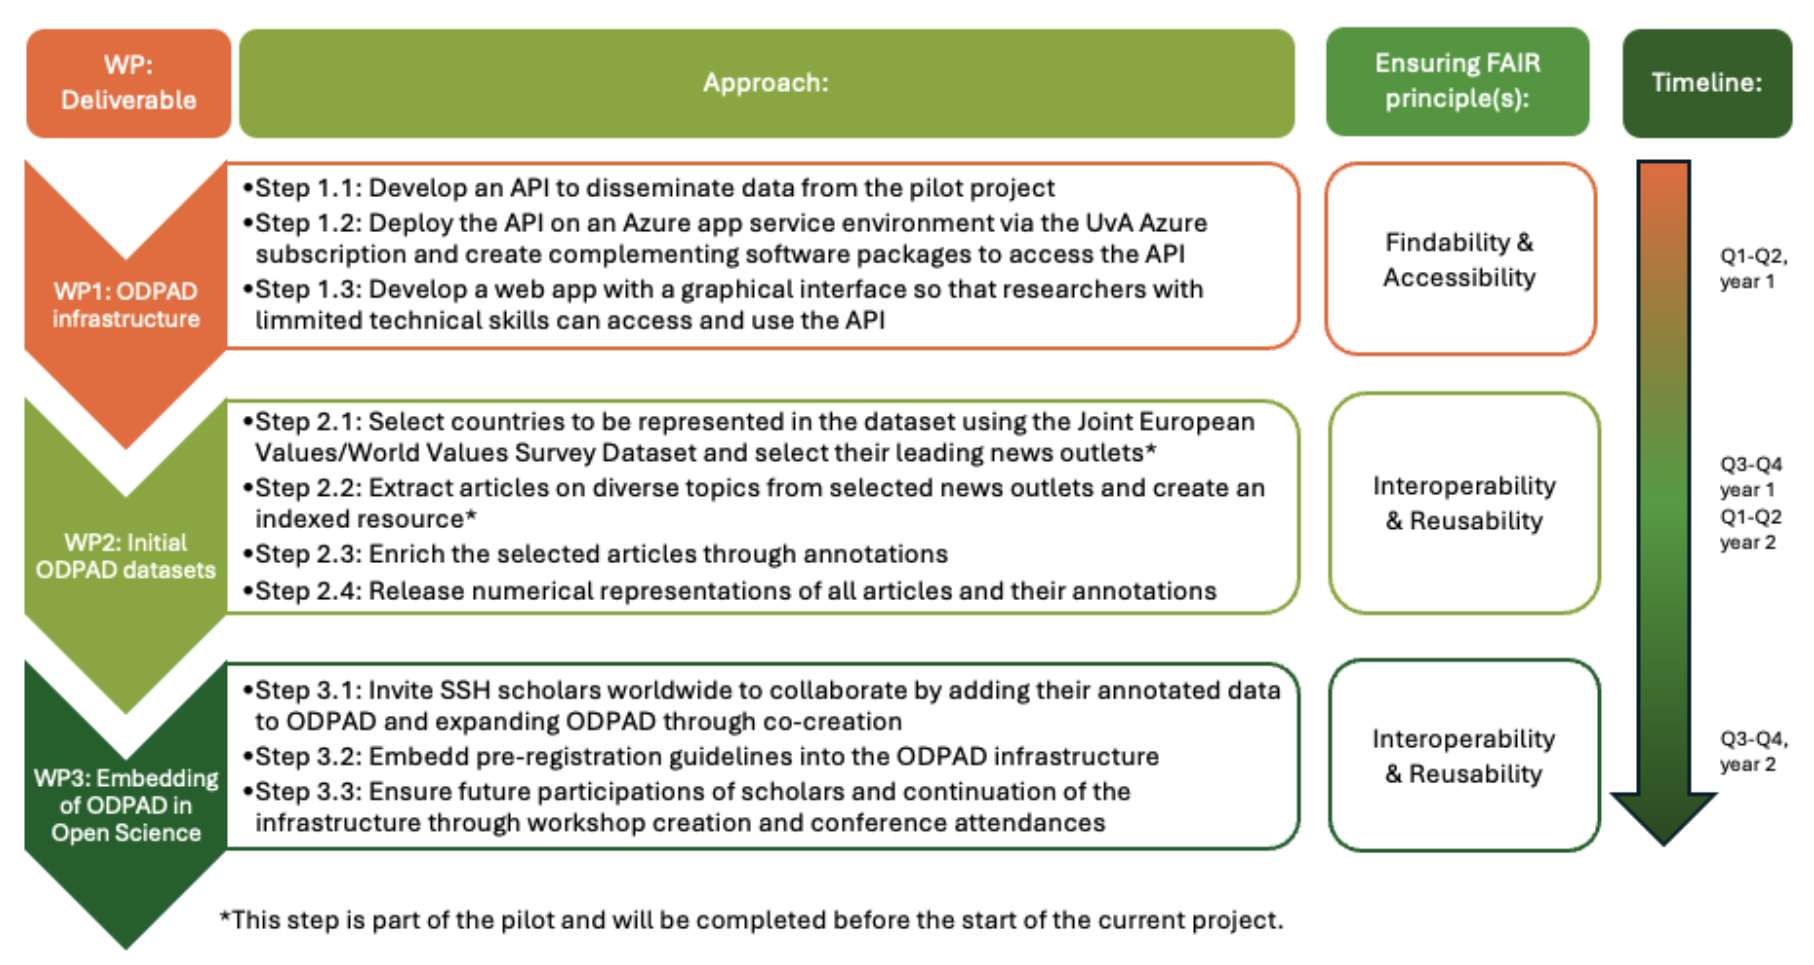 WP:
Deliverable
Approach:
Ensuring FAIR
principle(s):
Timeline:
WP1: ODPAD
infrastructure
•Step 1.1: Develop an API to disseminate data from the pilot project
•Step 1.2: Deploy the API on an Azure app service environment via the UvA Azure
subscription and create complementing software packages to access the API
•Step 1.3: Develop a web app with a graphical interface so that researchers with
limmited technical skills can access and use the API
Findability &
Accessibility
Q1-Q2,
year 1
WP2: Initial
ODPAD datasets
•Step 2.1: Select countries to be represented in the dataset using the Joint European
Values/World Values Survey Dataset and select their leading news outlets*
•Step 2.2: Extract articles on diverse topics from selected news outlets and create an
indexed resource*
•Step 2.3: Enrich the selected articles through annotations
•Step 2.4: Release numerical representations of all articles and their annotations
Interoperability
& Reusability
Q3-Q4
year 1
Q1-Q2
year 2
WP3: Embedding
of ODPAD in
Open Science
•Step 3.1: Invite SSH scholars worldwide to collaborate by adding their annotated data
to ODPAD and expanding ODPAD through co-creation
•Step 3.2: Embedd pre-registration guidelines into the ODPAD infrastructure
•Step 3.3: Ensure future participations of scholars and continuation of the
infrastructure through workshop creation and conference attendances
Interoperability
& Reusability
Q3-Q4,
year 2
*This step is part of the pilot and will be completed before the start of the current project.